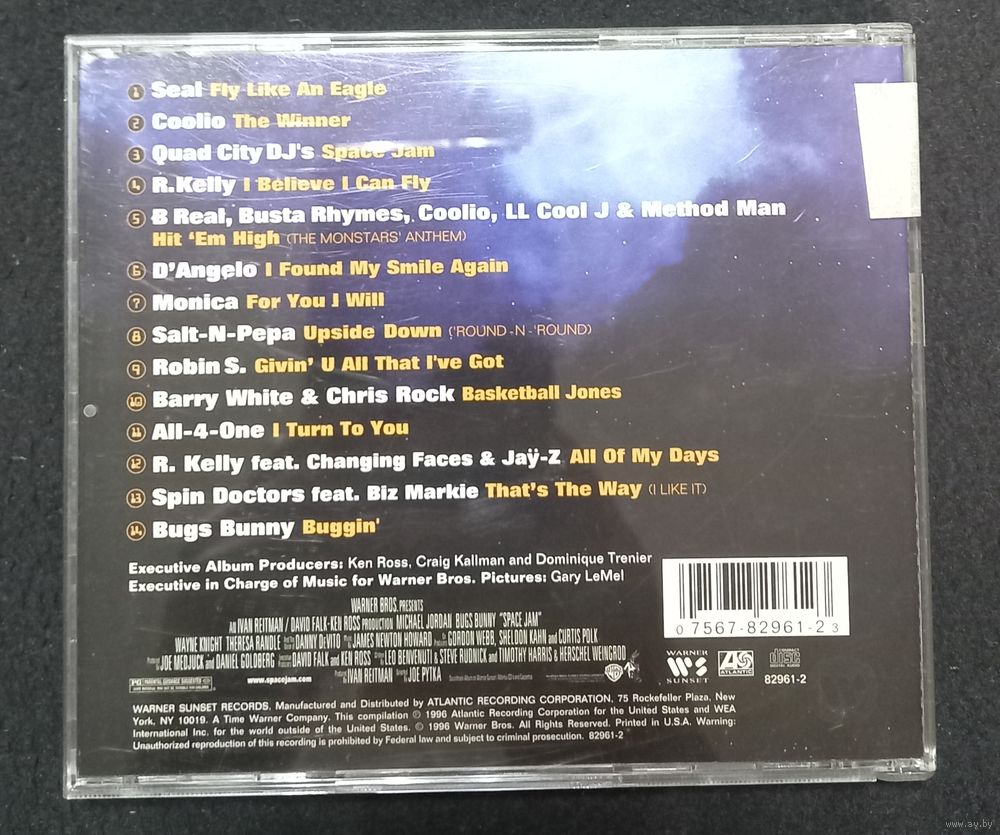 1 Seal Fly Like An Eagle
2 Coolio The Winner
3 Quad City DJ's Space Jam
4 R.Kelly I Believe I Can Fly
5 B Real, Busta Rhymes, Coolio, LL Cool J & Method Man
Hit 'Em High (THE MONSTARS' ANTHEM)
6 D'Angelo I Found My Smile Again
7 Monica For You I Will
8 Salt-N-Pepa Upside Down ('ROUND-N-'ROUND)
9 Robin S. Givin' U All That I've Got
10 Barry White & Chris Rock Basketball Jones
11 All-4-One I Turn To You
12 R. Kelly feat. Changing Faces & Jaÿ-Z All Of My Days
13 Spin Doctors feat. Biz Markie That's The Way (I LIKE IT)
14 Bugs Bunny Buggin'
Executive Album Producers: Ken Ross, Craig Kallman and Dominique Trenier
Executive in Charge of Music for Warner Bros. Pictures: Gary LeMel
WARNER BROS. PRESENTS
AN IVAN REITMAN / DAVID FALK-KEN ROSS PRODUCTION MICHAEL JORDAN BUGS BUNNY "SPACE JAM"
WAYNE KNIGHT THERESA RANDLE DANNY DeVITO JAMES NEWTON HOWARD GORDON WEBB, SHELDON KAHN and CURTIS POLK
JOE MEDJUCK and DANIEL GOLDBERG DAVID FALK and KEN ROSS LEO BENVENUTI & STEVE RUDNICK and TIMOTHY HARRIS & HERSCHEL WEINGROD
IVAN REITMAN JOE PYTKA
PG PARENTAL GUIDANCE SUGGESTED
www.spacejam.com
WB
0 7567-82961-2 3
WARNER
SUNSET
ATLANTIC
COMPACT
disc
DIGITAL AUDIO
82961-2
WARNER SUNSET RECORDS. Manufactured and Distributed by ATLANTIC RECORDING CORPORATION, 75 Rockefeller Plaza, New
York, NY 10019. A Time Warner Company. This compilation ℗ 1996 Atlantic Recording Corporation for the United States and WEA
International Inc. for the world outside of the United States. © 1996 Warner Bros. All Rights Reserved. Printed in U.S.A. Warning:
Unauthorized reproduction of this recording is prohibited by Federal law and subject to criminal prosecution. 82961-2
www.ay.by